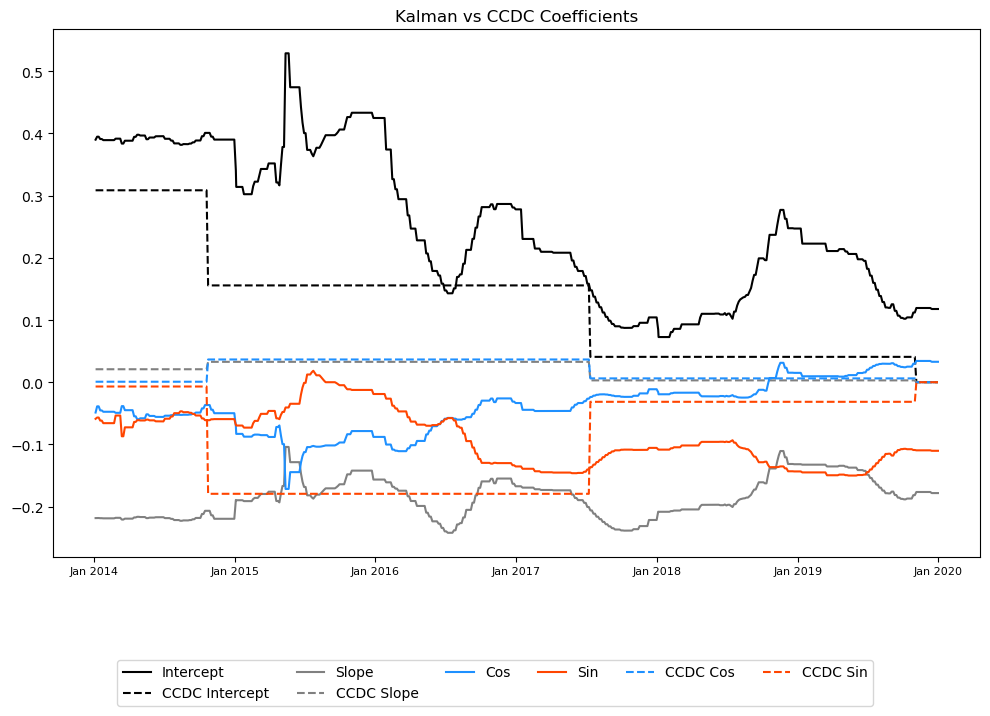 Kalman vs CCDC Coefficients
0.5
0.4
0.3
0.2
0.1
0.0
−0.1
−0.2
Jan 2014 Jan 2015 Jan 2016 Jan 2017 Jan 2018 Jan 2019 Jan 2020
Intercept Slope Cos Sin CCDC Cos CCDC Sin
CCDC Intercept CCDC Slope